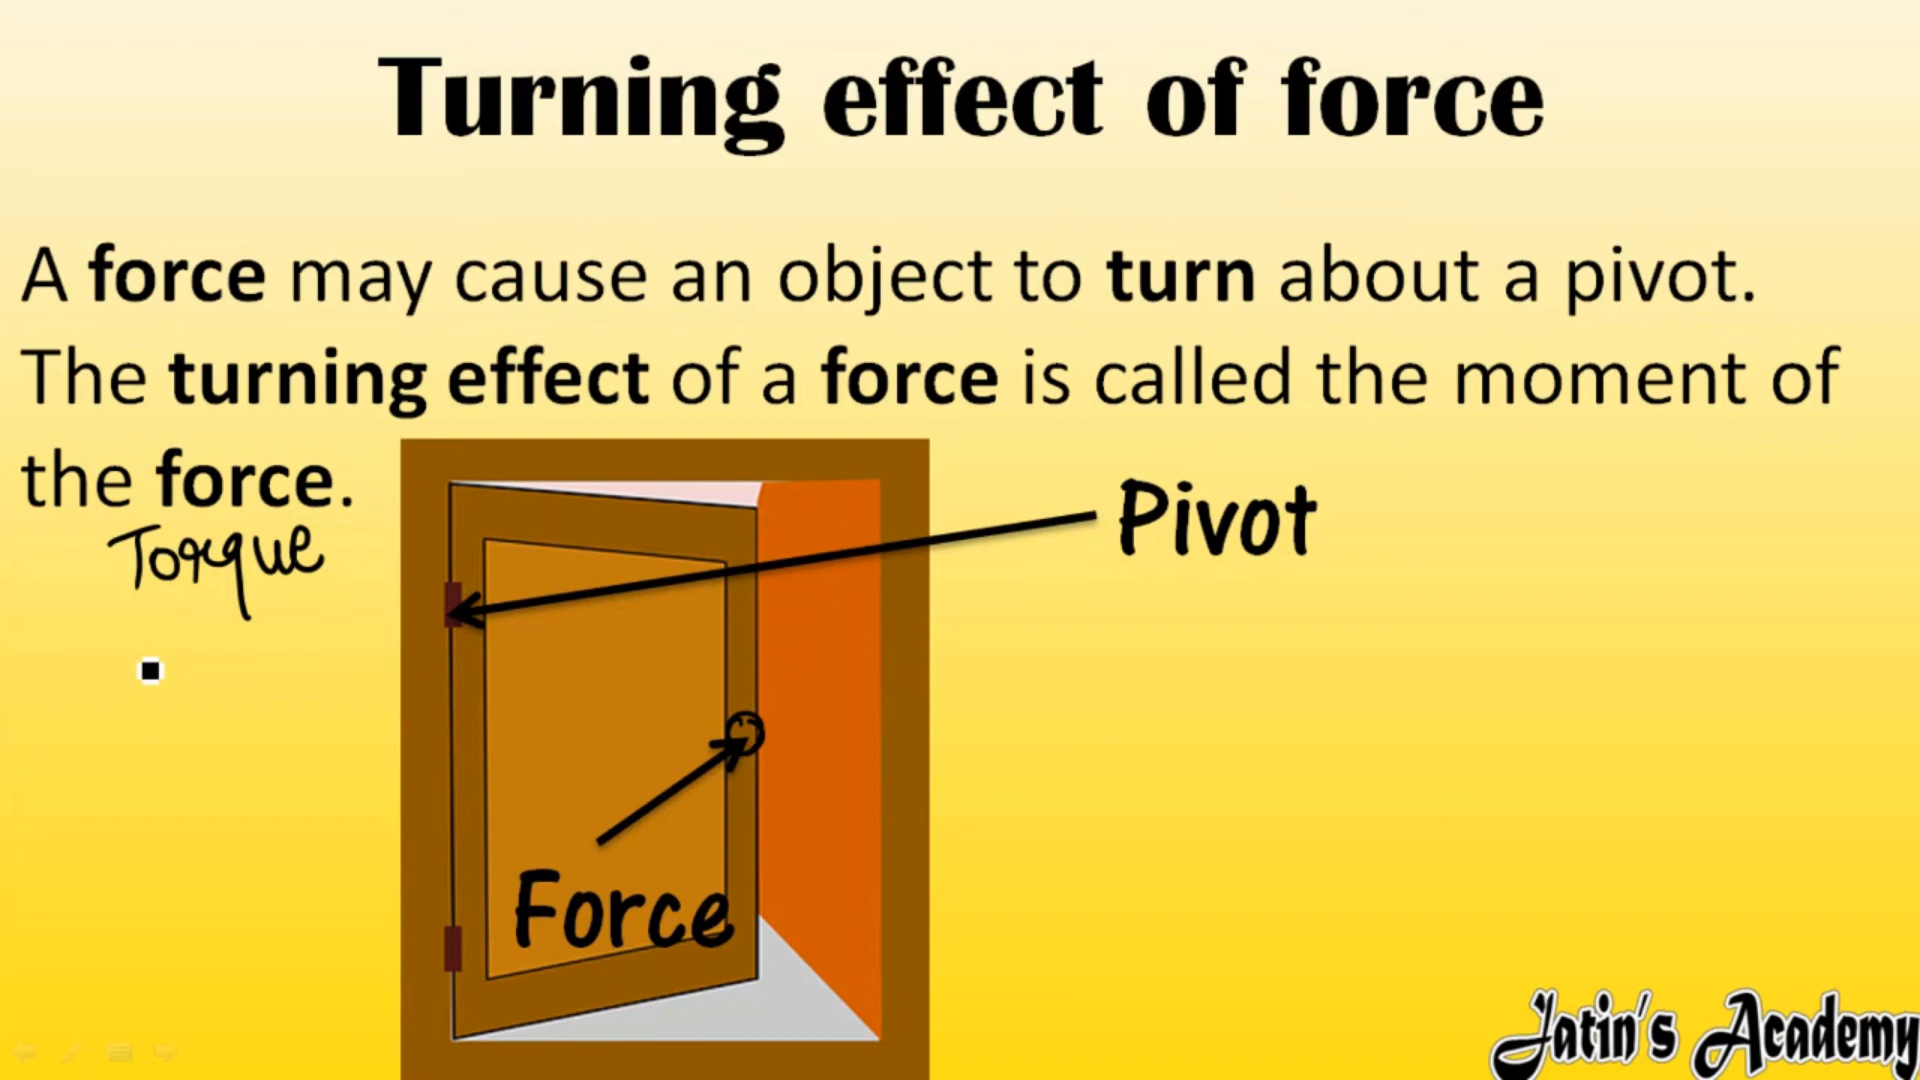 Turning effect of force
A force may cause an object to turn about a pivot.
The turning effect of a force is called the moment of
the force.
Torque
Pivot
Force
Jatin's Academy